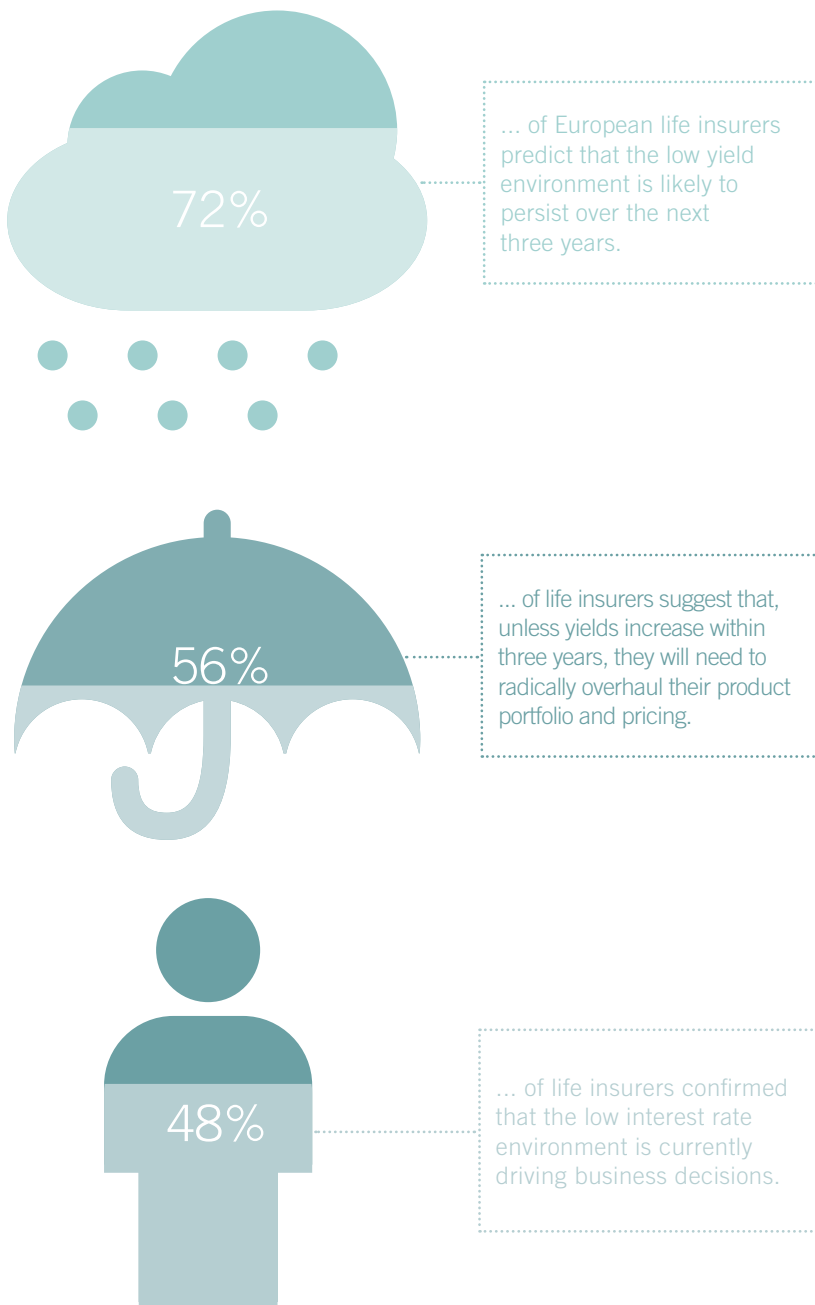 72%
... of European life insurers
predict that the low yield
environment is likely to
persist over the next
three years.
56%
... of life insurers suggest that,
unless yields increase within
three years, they will need to
radically overhaul their product
portfolio and pricing.
48%
... of life insurers confirmed
that the low interest rate
environment is currently
driving business decisions.